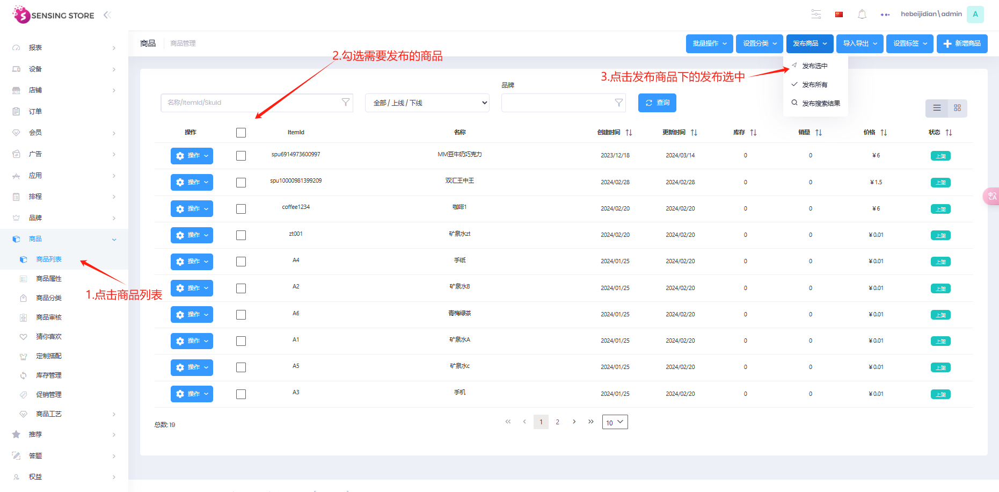 SENSING STORE
hebeijidian\admin
A
报表
设备
店铺
订单
会员
广告
应用
排程
品牌
商品
商品列表
商品属性
商品分类
商品审核
猜你喜欢
定制搭配
库存管理
促销管理
商品工艺
推荐
答题
权益
1.点击商品列表
商品 商品管理
批量操作 设置分类 发布商品 导入导出 设置标签 新增商品
2.勾选需要发布的商品
3.点击发布商品下的发布选中
发布选中
发布所有
发布搜索结果
品牌
名称/ItemId/SkuId 全部 / 上线 / 下线 查询
操作 ItemId 名称 创建时间 更新时间 库存 销量 价格 状态
操作 spu6914973600997 MM豆牛奶巧克力 2023/12/18 2024/03/14 0 0 ¥6 上架
操作 spu10000981399209 双汇王中王 2024/02/28 2024/02/28 0 0 ¥1.5 上架
操作 coffee1234 咖啡1 2024/02/20 2024/02/20 0 0 ¥6 上架
操作 zt001 矿泉水zt 2024/02/20 2024/02/20 0 0 ¥0.01 上架
操作 A4 手纸 2024/01/25 2024/02/20 0 0 ¥0.01 上架
操作 A2 矿泉水B 2024/01/25 2024/02/20 0 0 ¥0.01 上架
操作 A6 青梅绿茶 2024/01/25 2024/02/20 0 0 ¥0.01 上架
操作 A1 矿泉水A 2024/01/25 2024/02/20 0 0 ¥0.01 上架
操作 A5 矿泉水c 2024/01/25 2024/02/20 0 0 ¥0.01 上架
操作 A3 手机 2024/01/25 2024/02/20 0 0 ¥0.01 上架
总数: 19
1 2 10